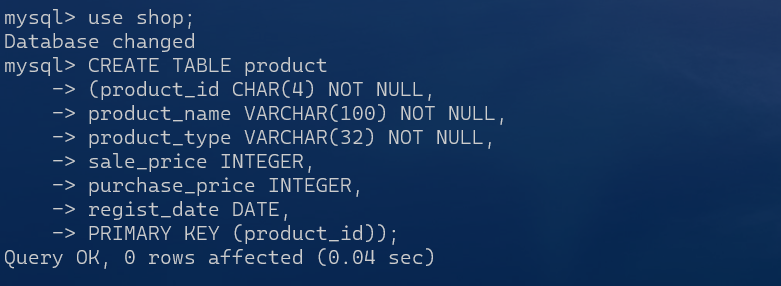 mysql> use shop;
Database changed
mysql> CREATE TABLE product
    -> (product_id CHAR(4) NOT NULL,
    -> product_name VARCHAR(100) NOT NULL,
    -> product_type VARCHAR(32) NOT NULL,
    -> sale_price INTEGER,
    -> purchase_price INTEGER,
    -> regist_date DATE,
    -> PRIMARY KEY (product_id));
Query OK, 0 rows affected (0.04 sec)